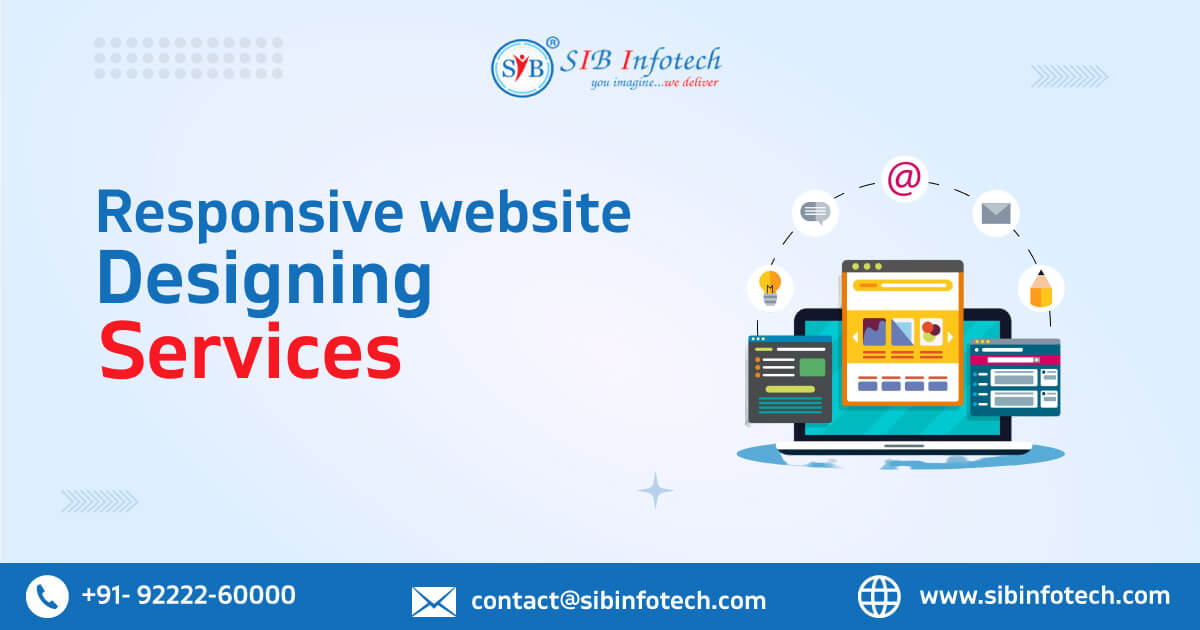 SIB
®
SIB Infotech
you imagine...we deliver
Responsive website
Designing
Services
@
+91- 92222-60000
contact@sibinfotech.com
www.sibinfotech.com